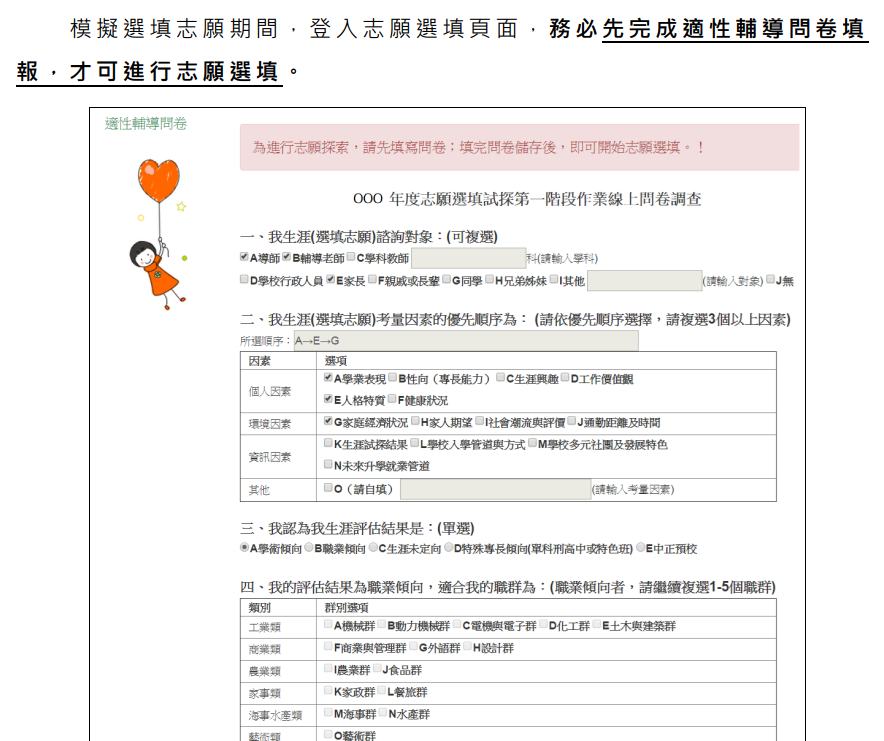 模擬選填志願期間，登入志願選填頁面，務必先完成適性輔導問卷填
報，才可進行志願選填。
適性輔導問卷
為進行志願探索，請先填寫問卷；填完問卷儲存後，即可開始志願選填。！
OOO 年度志願選填試探第一階段作業線上問卷調查
一、我生涯(選填志願)諮詢對象：(可複選)
A導師 B輔導老師 C學科教師 科(請輸入學科)
D學校行政人員 E家長 F親戚或長輩 G同學 H兄弟姊妹 I其他 (請輸入對象) J無
二、我生涯(選填志願)考量因素的優先順序為： (請依優先順序選擇，請複選3個以上因素)
所選順序：A→E→G
因素 選項
個人因素 A學業表現 B性向（專長能力） C生涯興趣 D工作價值觀
E人格特質 F健康狀況
環境因素 G家庭經濟狀況 H家人期望 I社會潮流與評價 J通勤距離及時間
資訊因素 K生涯試探結果 L學校入學管道與方式 M學校多元社團及發展特色
N未來升學就業管道
其他 O（請自填） (請輸入考量因素)
三、我認為我生涯評估結果是：(單選)
A學術傾向 B職業傾向 C生涯未定向 D特殊專長傾向(單科刑高中或特色班) E中正預校
四、我的評估結果為職業傾向，適合我的職群為：(職業傾向者，請繼續複選1-5個職群)
類別 群別選項
工業類 A機械群 B動力機械群 C電機與電子群 D化工群 E土木與建築群
商業類 F商業與管理群 G外語群 H設計群
農業類 I農業群 J食品群
家事類 K家政群 L餐旅群
海事水產類 M海事群 N水產群
藝術類 O藝術群